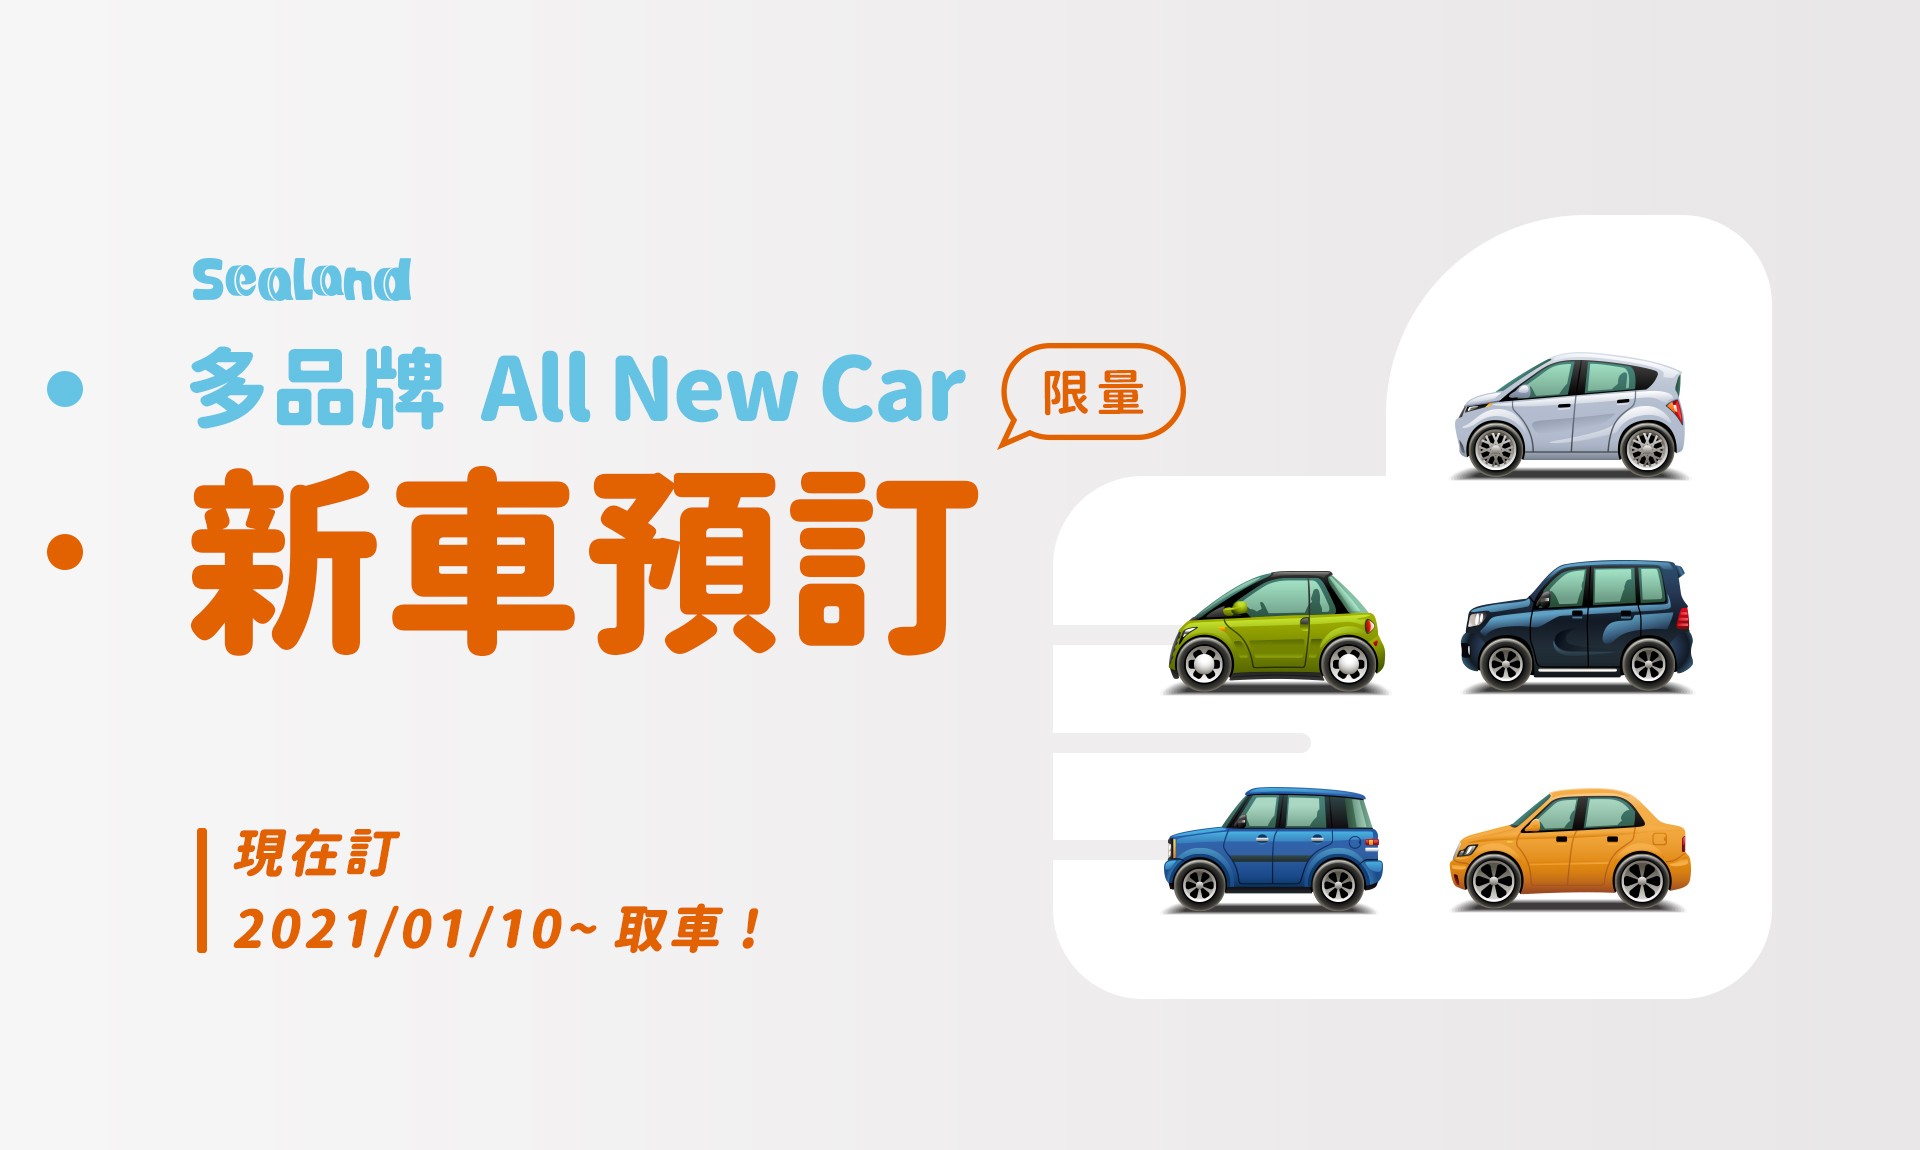 SeaLand
多品牌 All New Car
限量
新車預訂
現在訂
2021/01/10~ 取車！